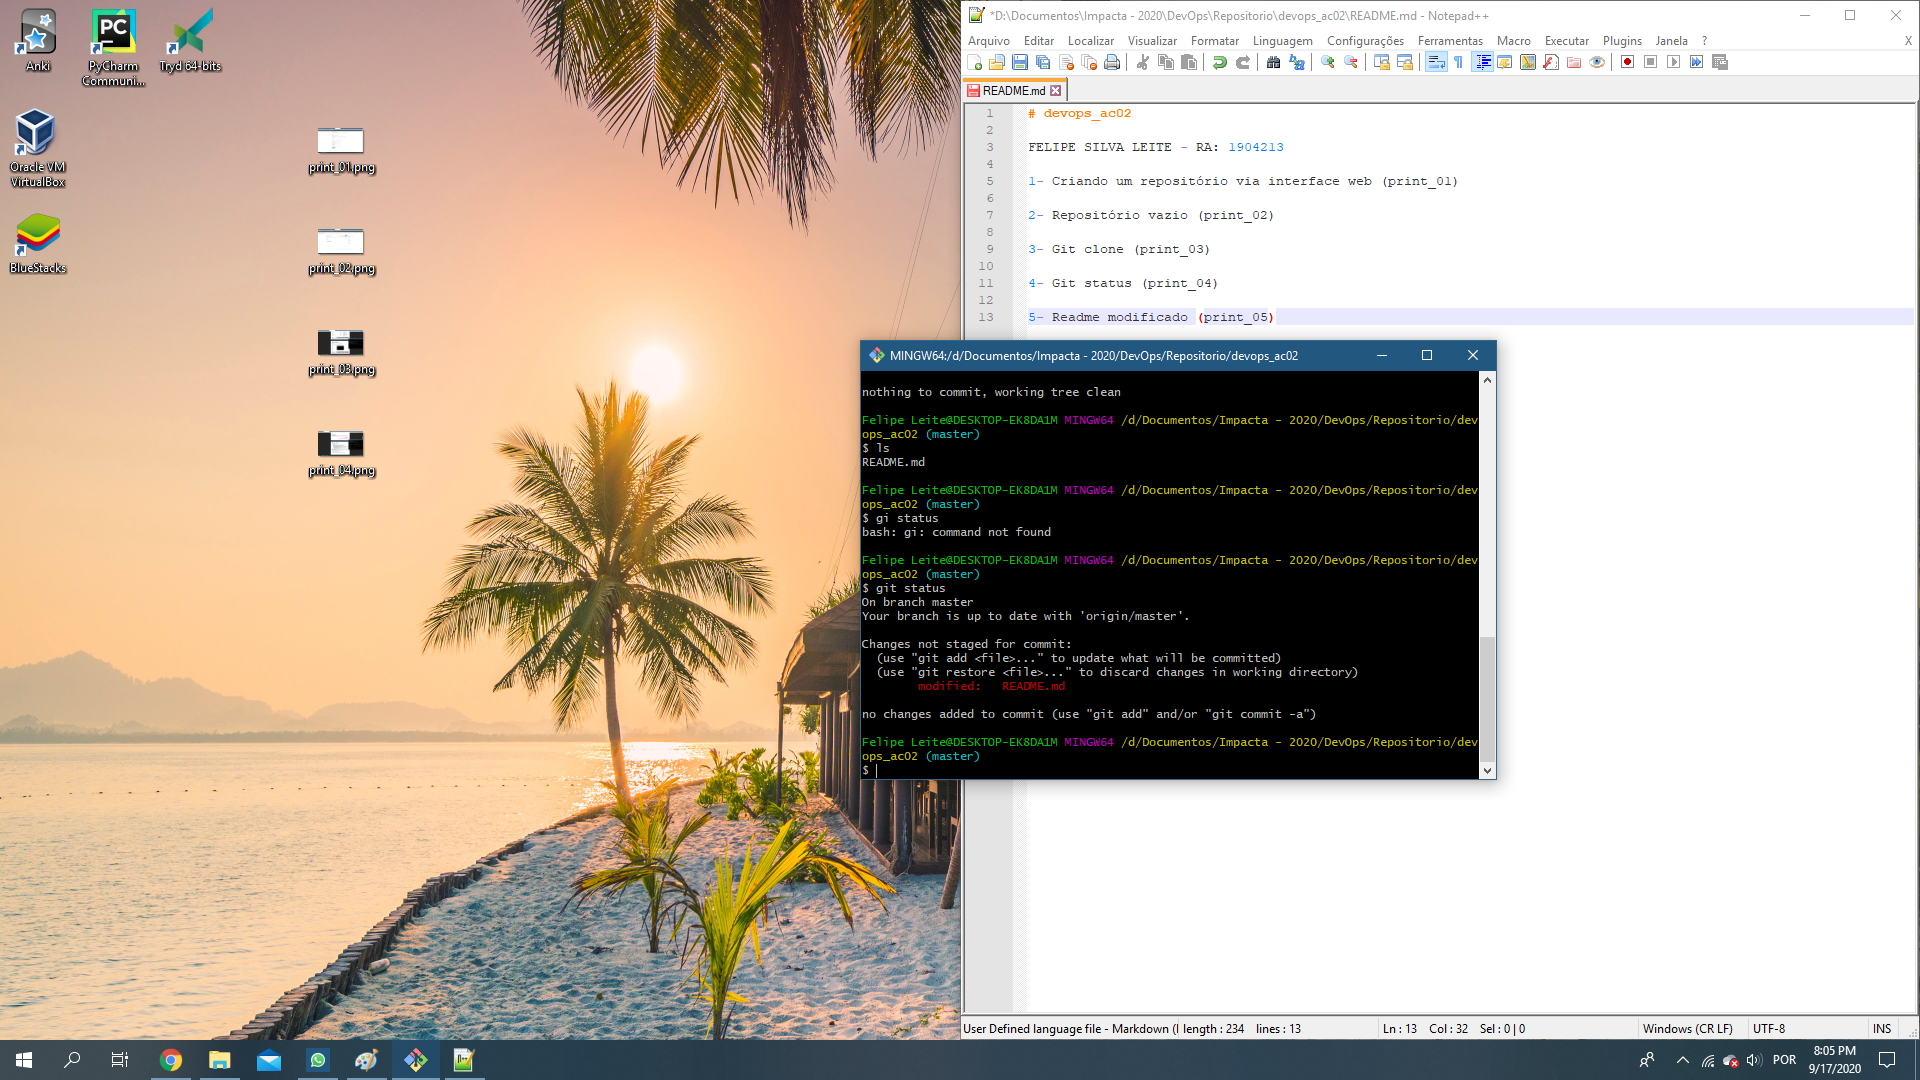 Anki
PyCharm
Communi...
Tryd 64-bits
Oracle VM
VirtualBox
BlueStacks
print_01.png
print_02.png
print_03.png
print_04.png
*D:\Documentos\Impacta - 2020\DevOps\Repositorio\devops_ac02\README.md - Notepad++
Arquivo Editar Localizar Visualizar Formatar Linguagem Configurações Ferramentas Macro Executar Plugins Janela ? X
README.md
1 # devops_ac02
2
3 FELIPE SILVA LEITE - RA: 1904213
4
5 1- Criando um repositório via interface web (print_01)
6
7 2- Repositório vazio (print_02)
8
9 3- Git clone (print_03)
10
11 4- Git status (print_04)
12
13 5- Readme modificado (print_05)
MINGW64:/d/Documentos/Impacta - 2020/DevOps/Repositorio/devops_ac02
nothing to commit, working tree clean
Felipe Leite@DESKTOP-EK8DA1M MINGW64 /d/Documentos/Impacta - 2020/DevOps/Repositorio/dev
ops_ac02 (master)
$ ls
README.md
Felipe Leite@DESKTOP-EK8DA1M MINGW64 /d/Documentos/Impacta - 2020/DevOps/Repositorio/dev
ops_ac02 (master)
$ gi status
bash: gi: command not found
Felipe Leite@DESKTOP-EK8DA1M MINGW64 /d/Documentos/Impacta - 2020/DevOps/Repositorio/dev
ops_ac02 (master)
$ git status
On branch master
Your branch is up to date with 'origin/master'.
Changes not staged for commit:
(use "git add <file>..." to update what will be committed)
(use "git restore <file>..." to discard changes in working directory)
modified: README.md
no changes added to commit (use "git add" and/or "git commit -a")
Felipe Leite@DESKTOP-EK8DA1M MINGW64 /d/Documentos/Impacta - 2020/DevOps/Repositorio/dev
ops_ac02 (master)
$
User Defined language file - Markdown (l length : 234 lines : 13 Ln : 13 Col : 32 Sel : 0 | 0 Windows (CR LF) UTF-8 INS
POR
8:05 PM
9/17/2020